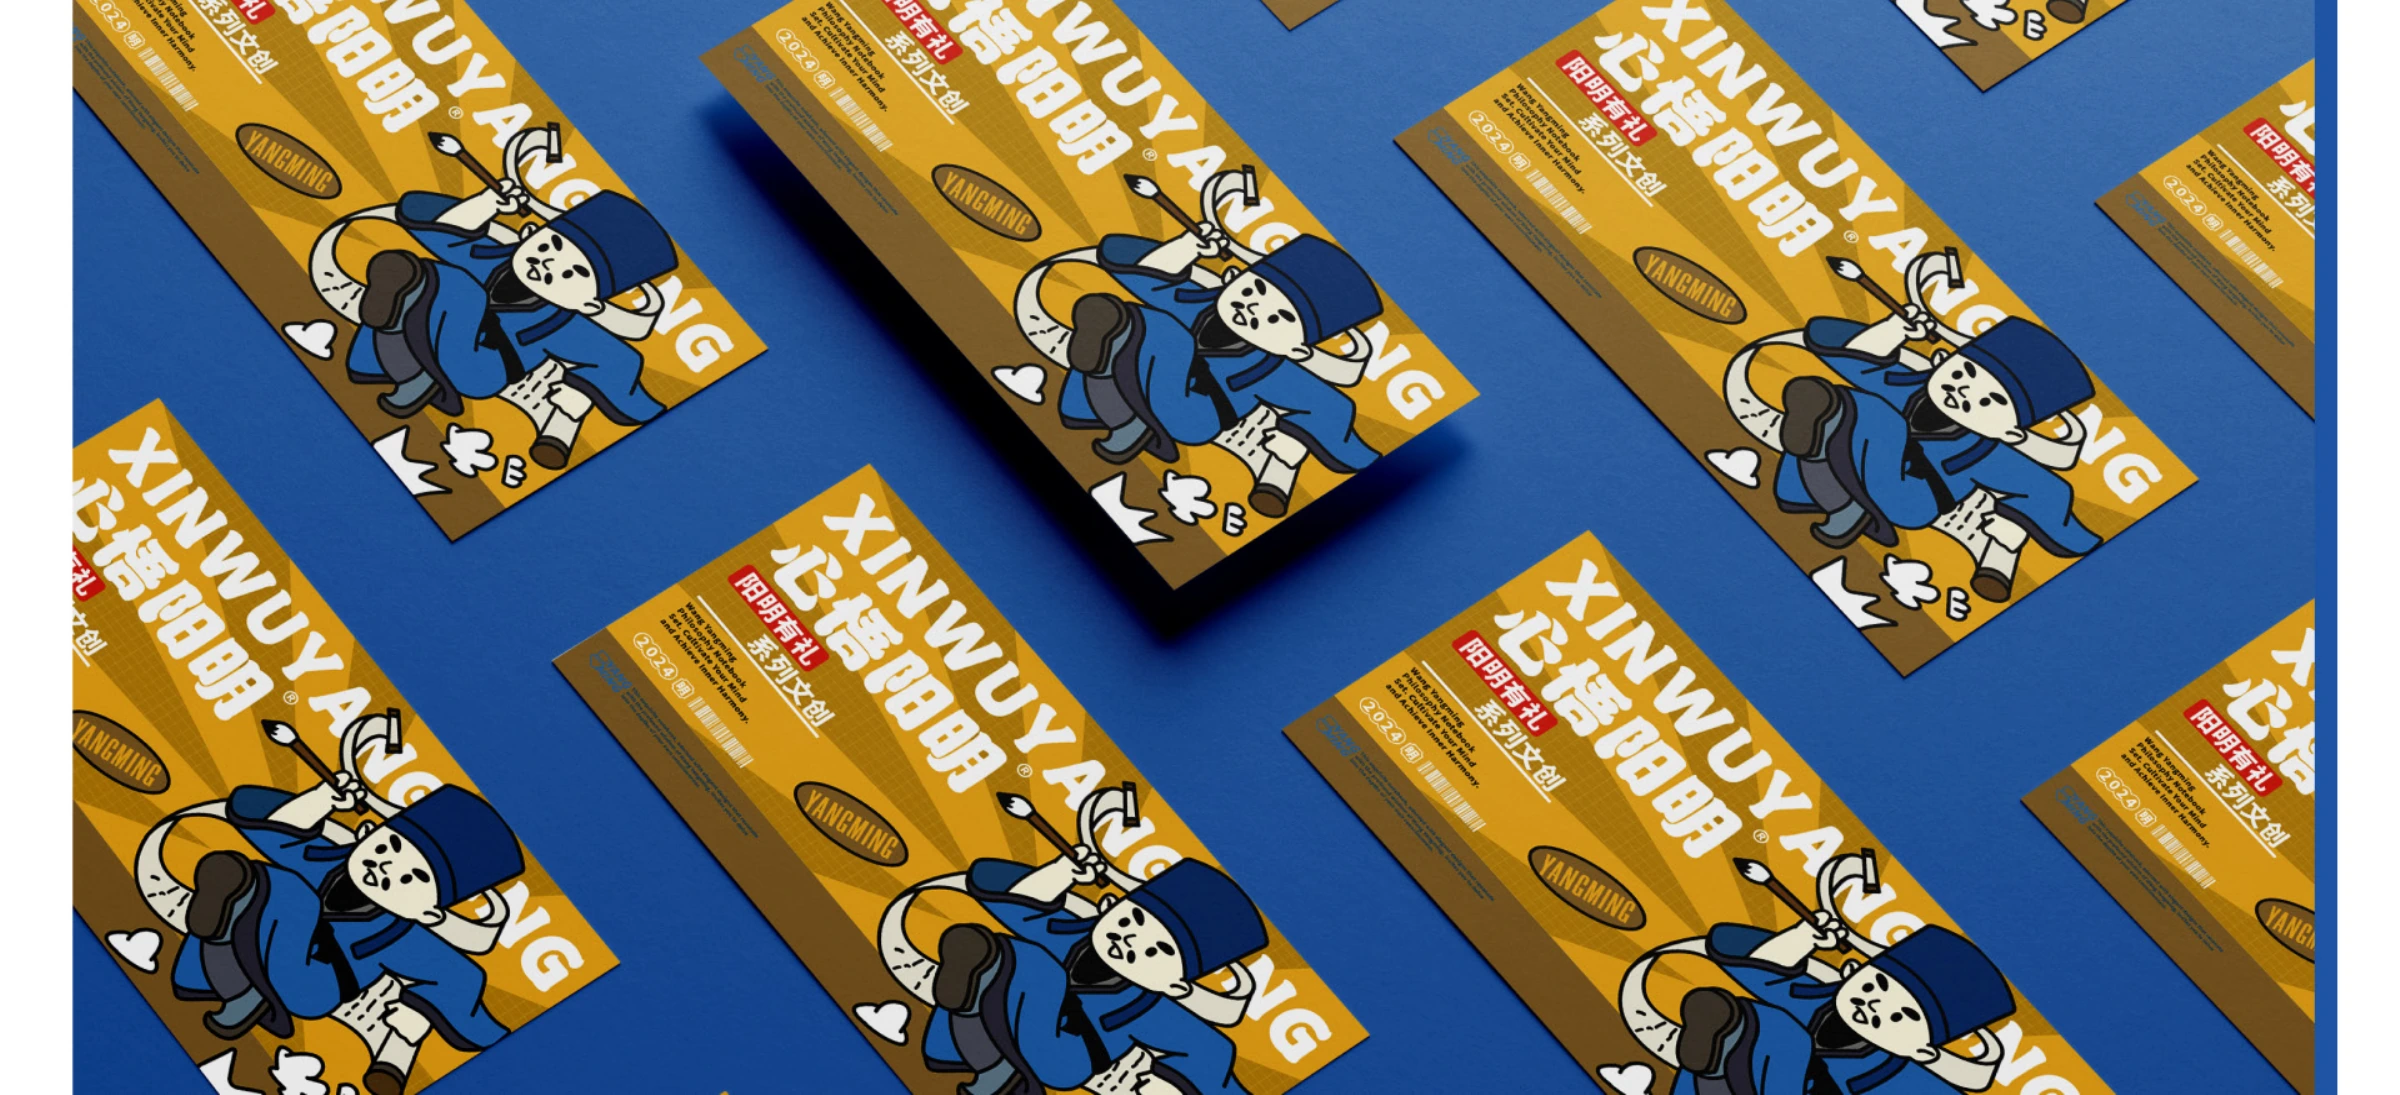 XINWUYANGMING
心悟阳明
®
阳明有礼
系列文创
Wang Yangming
Philosophy Notebook
Set. Cultivate Your Mind
and Achieve Inner Harmony.
2024 明
YANGMING